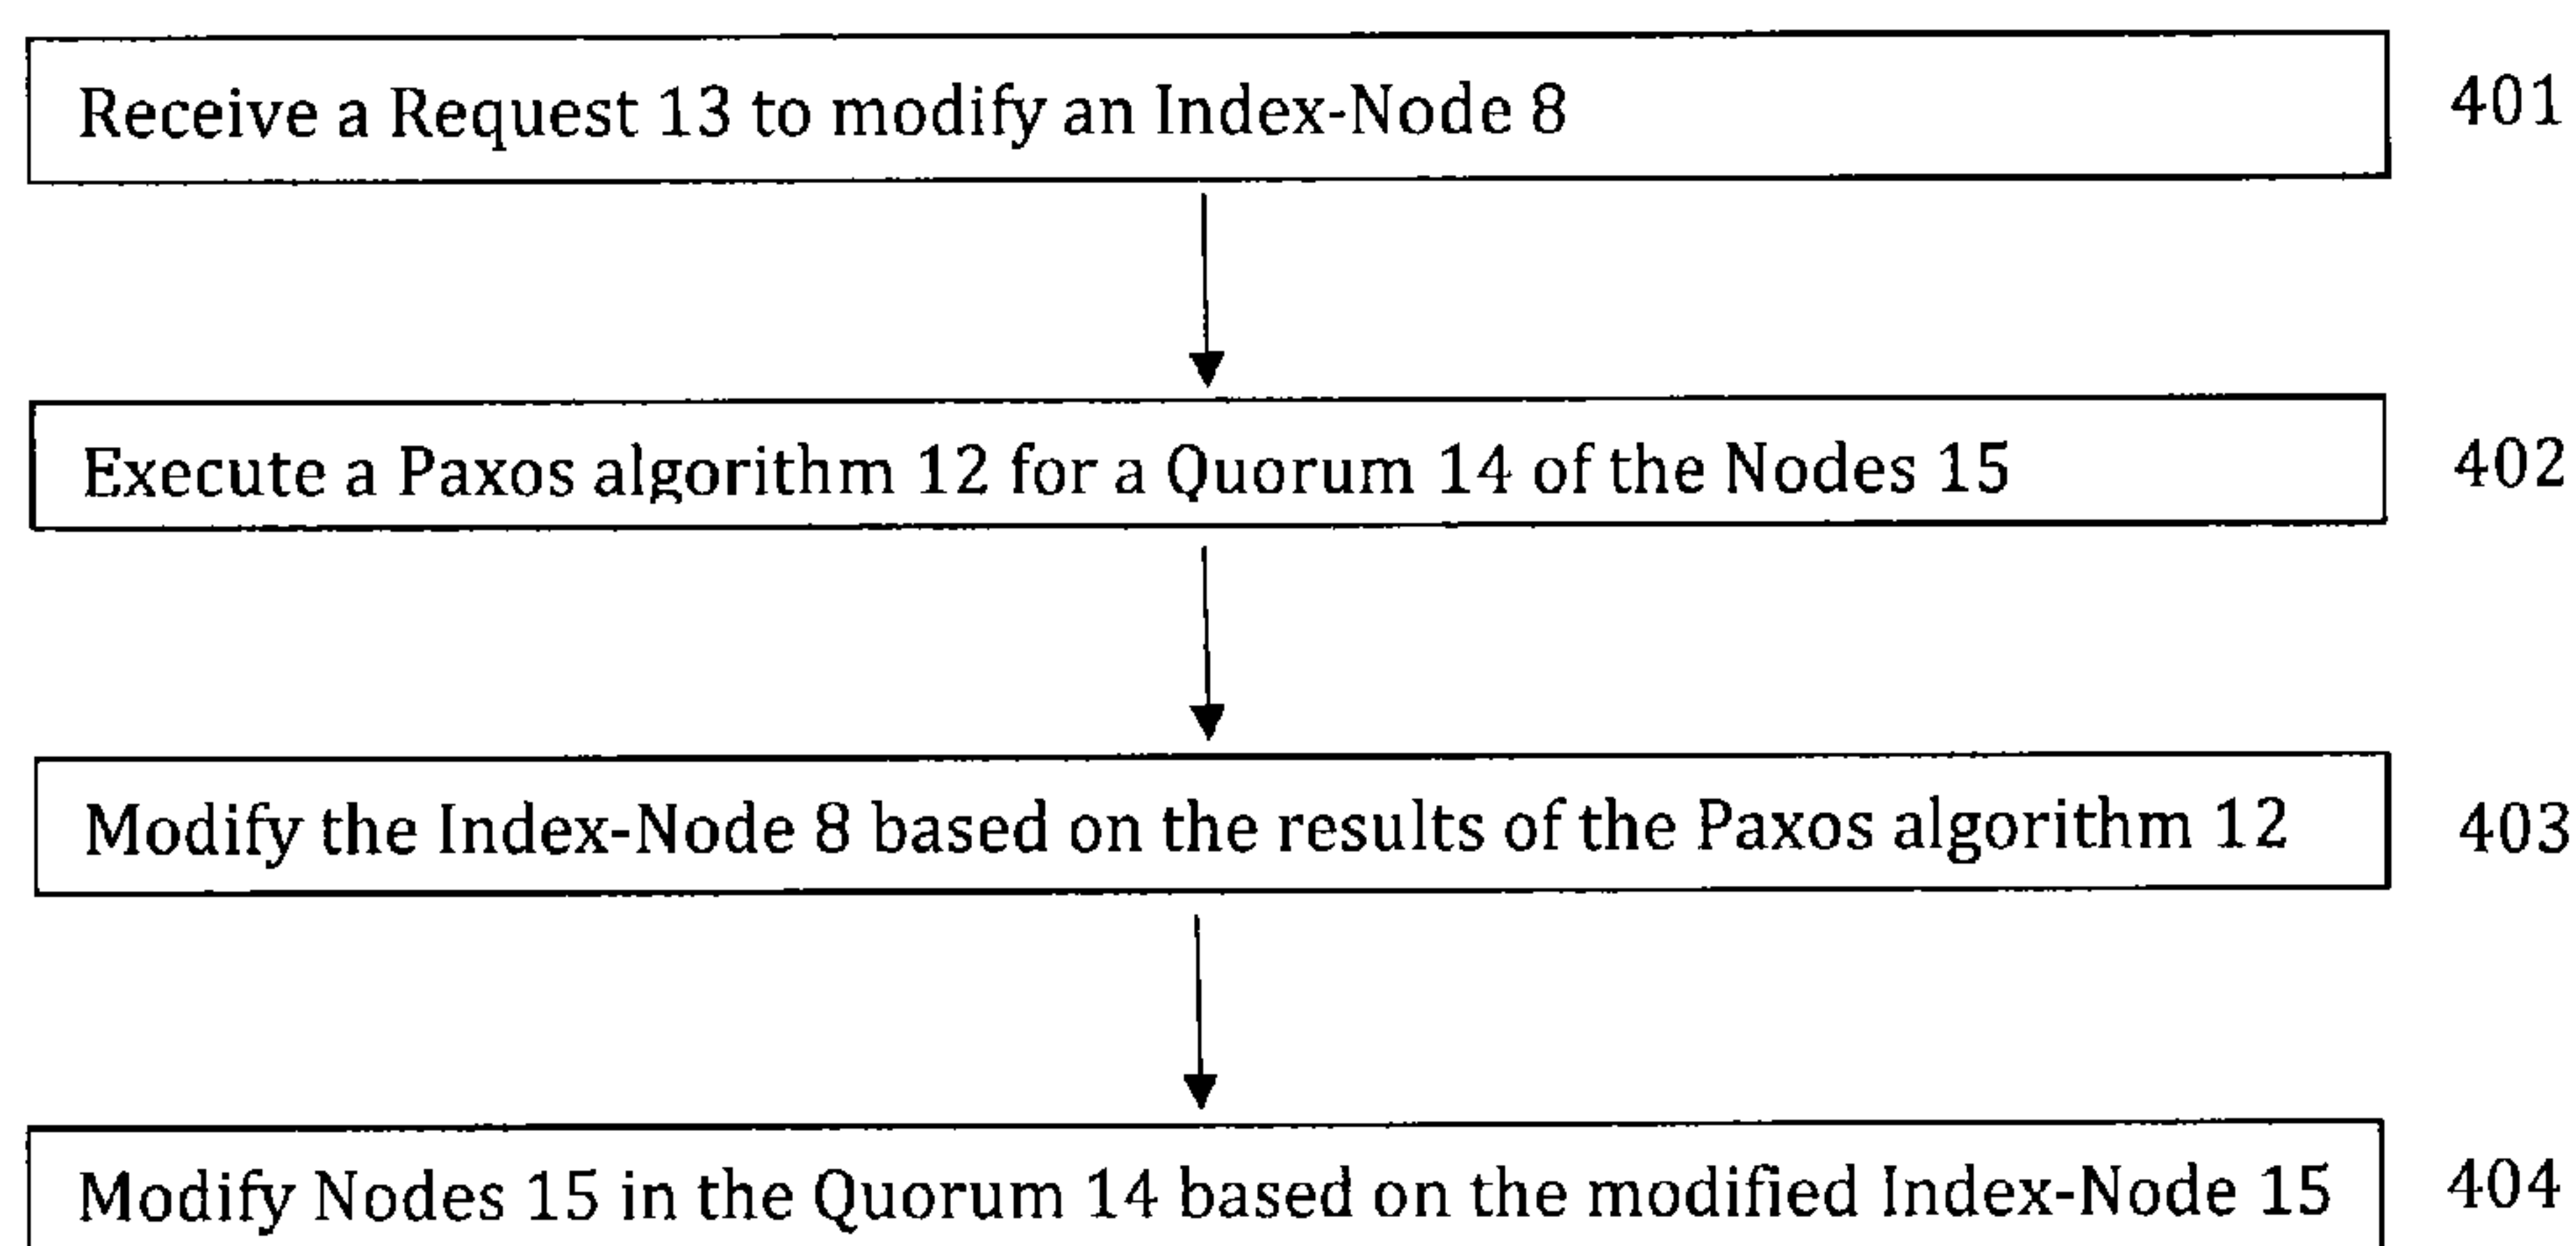 Receive a Request 13 to modify an Index-Node 8 401
Execute a Paxos algorithm 12 for a Quorum 14 of the Nodes 15 402
Modify the Index-Node 8 based on the results of the Paxos algorithm 12 403
Modify Nodes 15 in the Quorum 14 based on the modified Index-Node 15 404